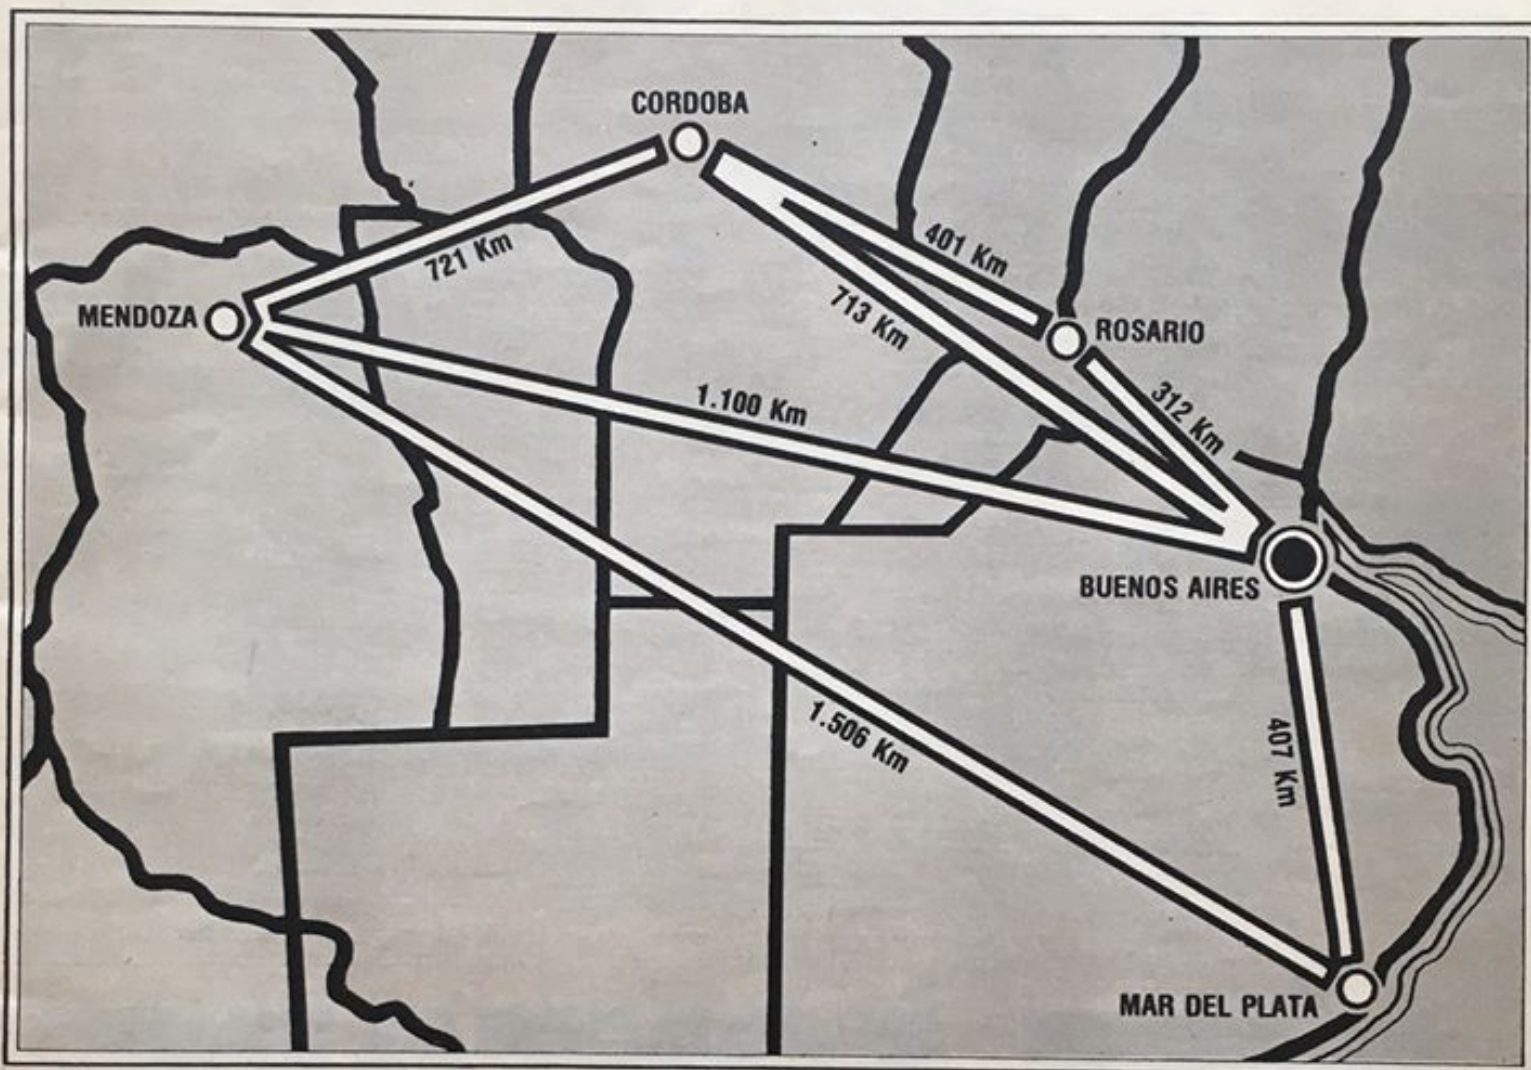 CORDOBA
721 Km
401 Km
713 Km
MENDOZA
ROSARIO
1.100 Km
312 Km
BUENOS AIRES
1.506 Km
407 Km
MAR DEL PLATA